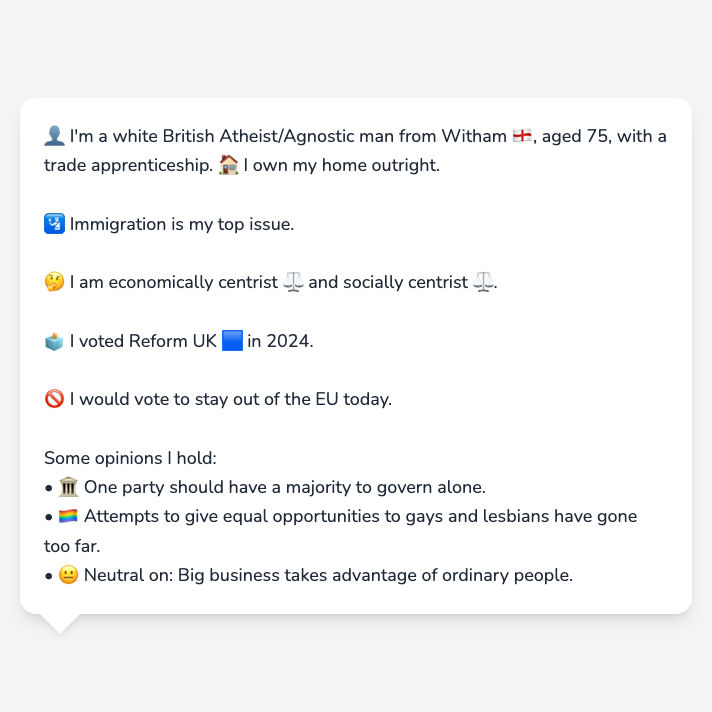 👤 I'm a white British Atheist/Agnostic man from Witham 🏴󠁧󠁢󠁥󠁮󠁧󠁿, aged 75, with a
trade apprenticeship. 🏠 I own my home outright.
🛂 Immigration is my top issue.
🤔 I am economically centrist ⚖️ and socially centrist ⚖️.
🗳️ I voted Reform UK 🟦 in 2024.
🚫 I would vote to stay out of the EU today.
Some opinions I hold:
• 🏛️ One party should have a majority to govern alone.
• 🏳️‍🌈 Attempts to give equal opportunities to gays and lesbians have gone
too far.
• 😐 Neutral on: Big business takes advantage of ordinary people.